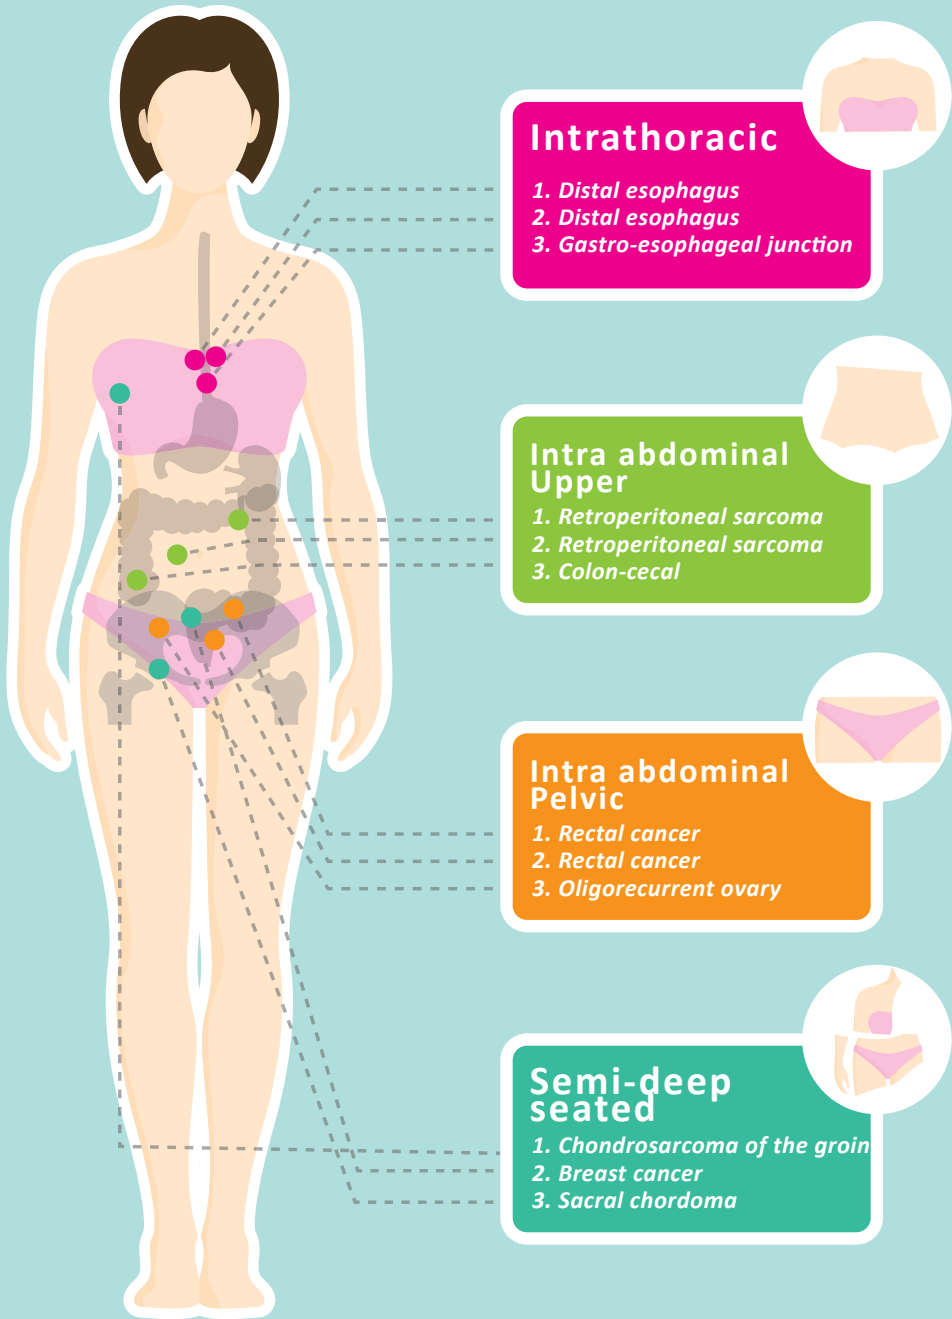 Intrathoracic
1. Distal esophagus
2. Distal esophagus
3. Gastro-esophageal junction
Intra abdominal
Upper
1. Retroperitoneal sarcoma
2. Retroperitoneal sarcoma
3. Colon-cecal
Intra abdominal
Pelvic
1. Rectal cancer
2. Rectal cancer
3. Oligorecurrent ovary
Semi-deep
seated
1. Chondrosarcoma of the groin
2. Breast cancer
3. Sacral chordoma